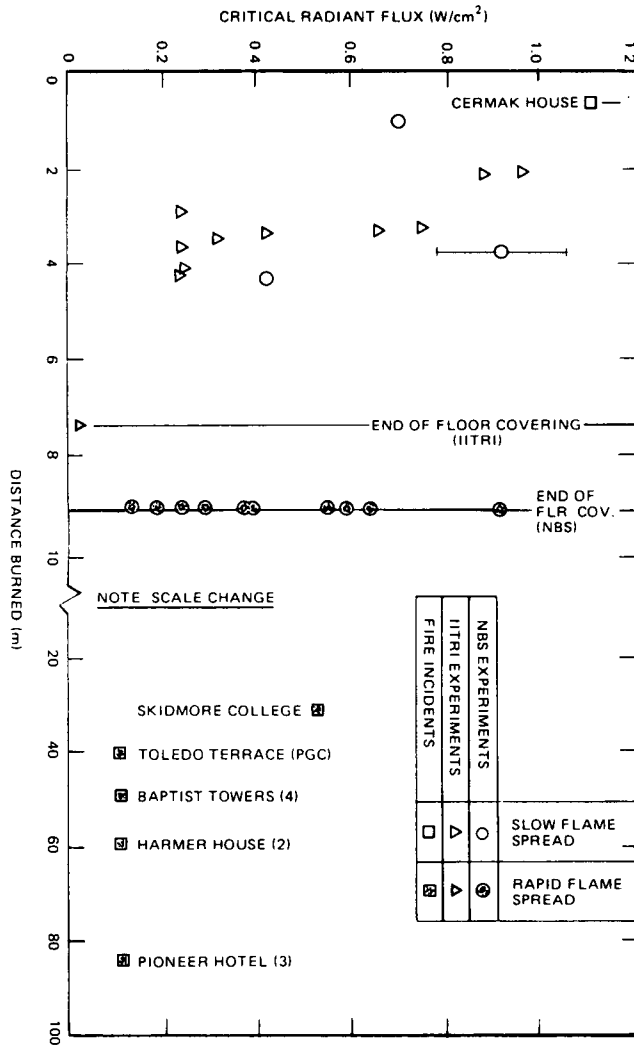 CRITICAL RADIANT FLUX (W/cm²)
0 0.2 0.4 0.6 0.8 1.0 1.2
0
2
4
6
8
10
20
40
60
80
100
DISTANCE BURNED (m)
CERMAK HOUSE
END OF FLOOR COVERING
(IITRI)
END OF
FLR COV.
(NBS)
NOTE SCALE CHANGE
SKIDMORE COLLEGE
TOLEDO TERRACE (PGC)
BAPTIST TOWERS (4)
HARMER HOUSE (2)
PIONEER HOTEL (3)
FIRE INCIDENTS
IITRI EXPERIMENTS
NBS EXPERIMENTS
SLOW FLAME
SPREAD
RAPID FLAME
SPREAD